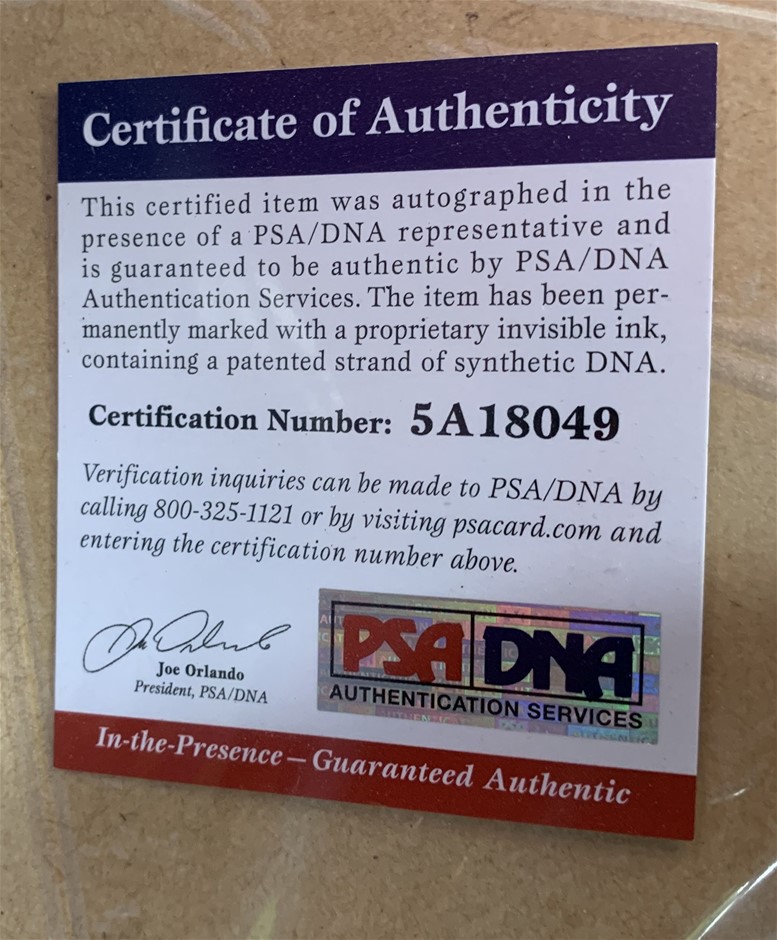 Certificate of Authenticity
This certified item was autographed in the
presence of a PSA/DNA representative and
is guaranteed to be authentic by PSA/DNA
Authentication Services. The item has been per-
manently marked with a proprietary invisible ink,
containing a patented strand of synthetic DNA.
Certification Number: 5A18049
Verification inquiries can be made to PSA/DNA by
calling 800-325-1121 or by visiting psacard.com and
entering the certification number above.
Joe Orlando
President, PSA/DNA
PSA DNA
AUTHENTICATION SERVICES
In-the-Presence – Guaranteed Authentic